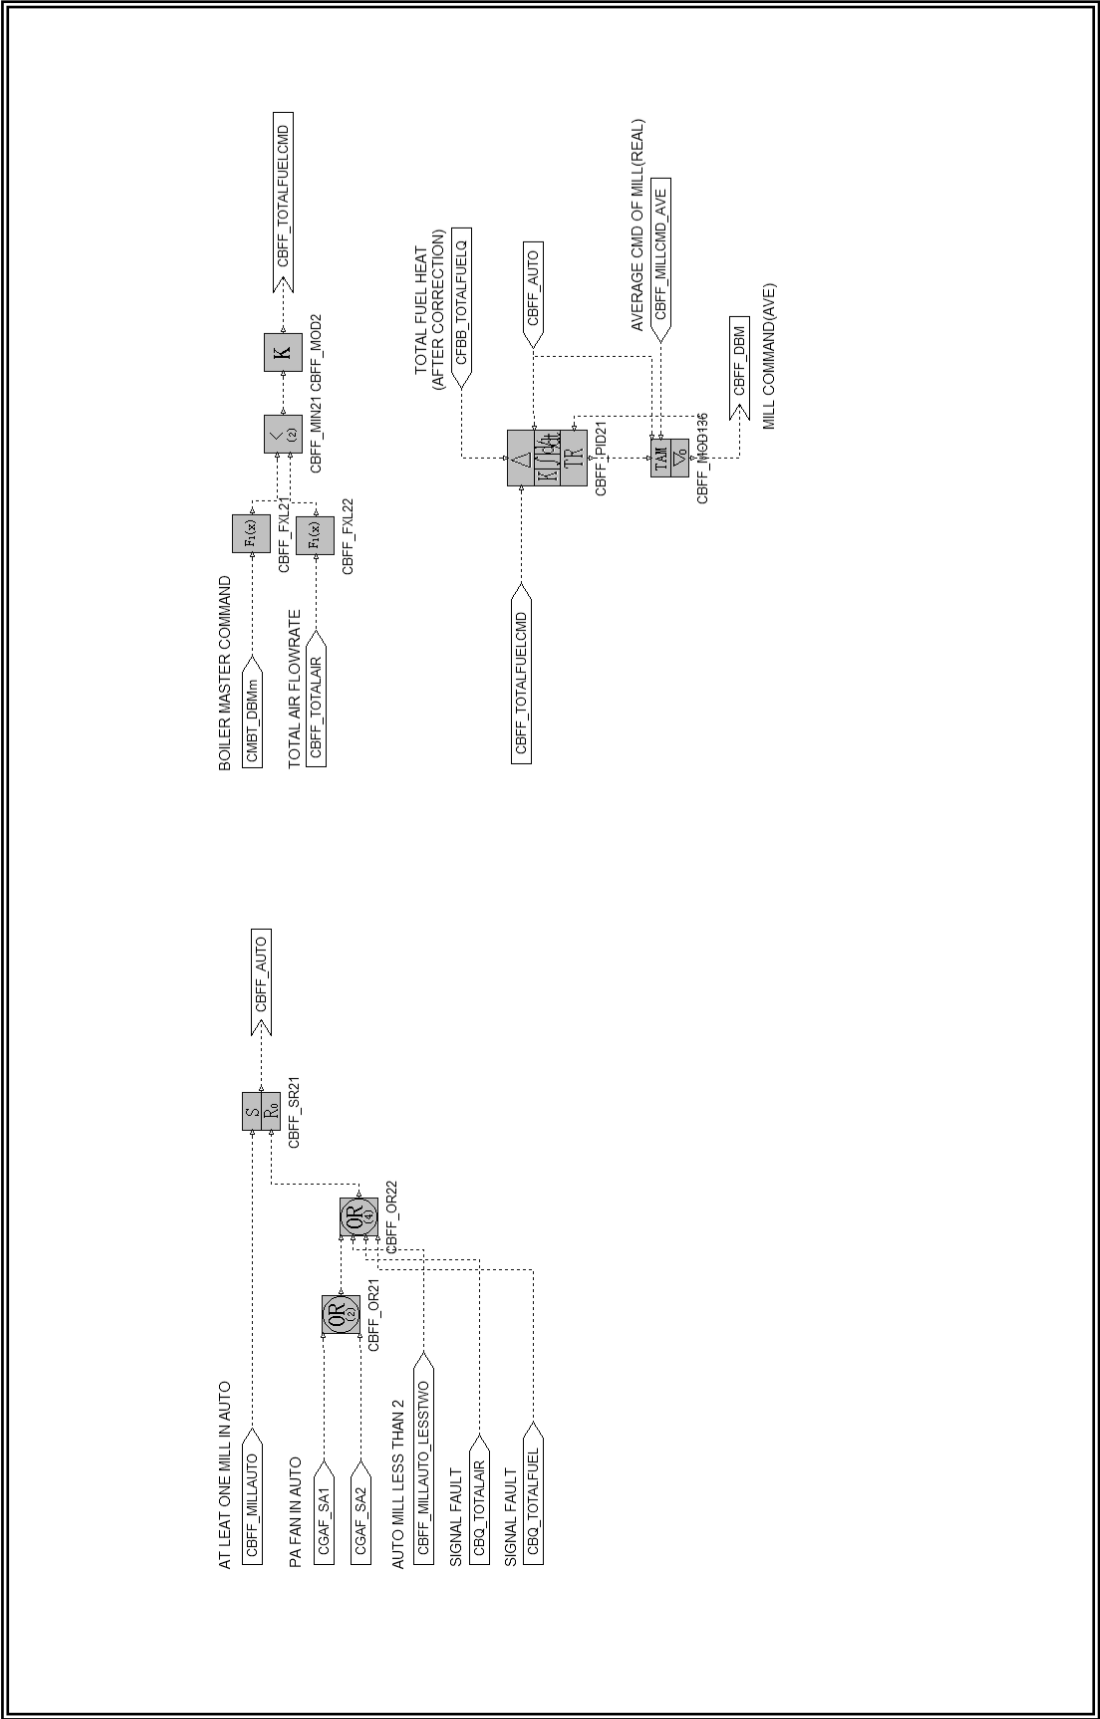 AT LEAT ONE MILL IN AUTO
CBFF_MILLAUTO
PA FAN IN AUTO
CGAF_SA1
CGAF_SA2
AUTO MILL LESS THAN 2
CBFF_MILLAUTO_LESSTWO
SIGNAL FAULT
CBQ_TOTALAIR
SIGNAL FAULT
CBQ_TOTALFUEL
OR
(2)
CBFF_OR21
OR
(4)
CBFF_OR22
S
R₀
CBFF_SR21
CBFF_AUTO
BOILER MASTER COMMAND
CMBT_DBMm
TOTAL AIR FLOWRATE
CBFF_TOTALAIR
F₁(x)
CBFF_FXL21
F₁(x)
CBFF_FXL22
<
(2)
CBFF_MIN21
K
CBFF_MOD2
CBFF_TOTALFUELCMD
CBFF_TOTALFUELCMD
TOTAL FUEL HEAT
(AFTER CORRECTION)
CFBB_TOTALFUELQ
CBFF_AUTO
AVERAGE CMD OF MILL(REAL)
CBFF_MILLCMD_AVE
△
K ∫ d/dt
TR
CBFF_PID21
TAM
▽₀
CBFF_MOD136
CBFF_DBM
MILL COMMAND(AVE)